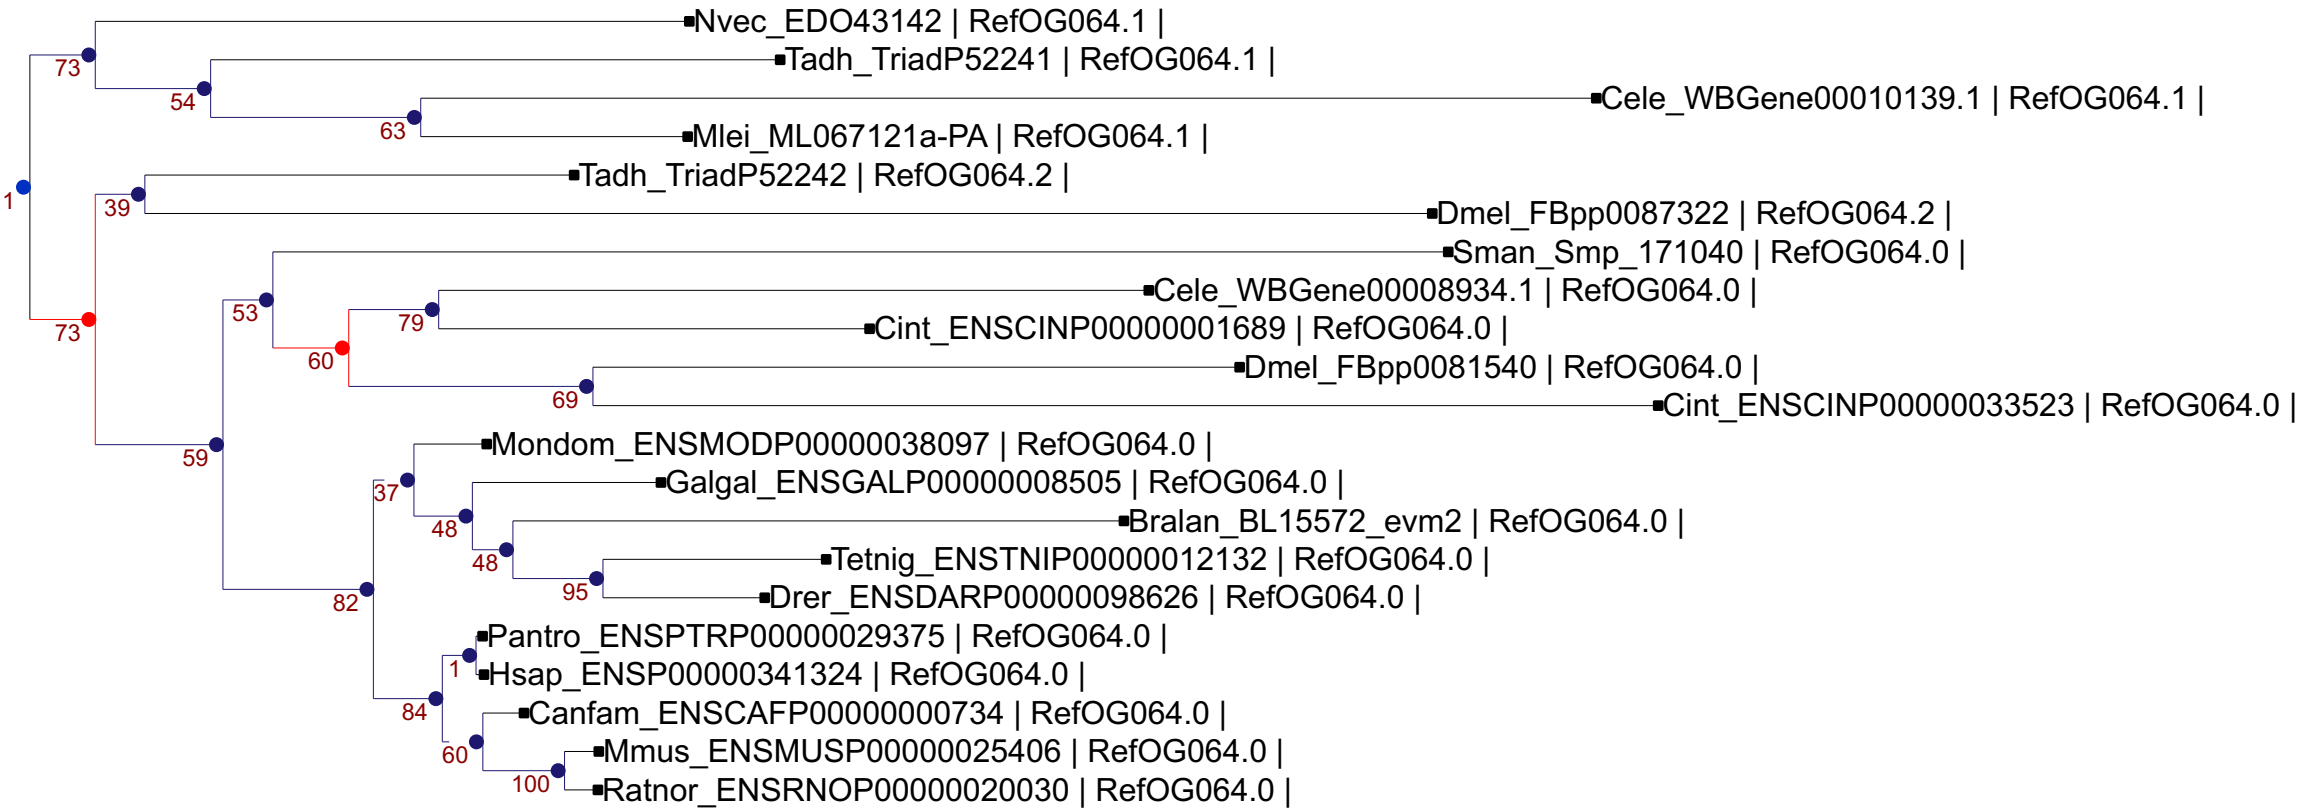 Nvec_EDO43142 | RefOG064.1 |
73
Tadh_TriadP52241 | RefOG064.1 |
54
Cele_WBGene00010139.1 | RefOG064.1 |
63
Mlei_ML067121a-PA | RefOG064.1 |
Tadh_TriadP52242 | RefOG064.2 |
1
39
Dmel_FBpp0087322 | RefOG064.2 |
Sman_Smp_171040 | RefOG064.0 |
Cele_WBGene00008934.1 | RefOG064.0 |
53
79
Cint_ENSCINP00000001689 | RefOG064.0 |
73
60
Dmel_FBpp0081540 | RefOG064.0 |
69
Cint_ENSCINP00000033523 | RefOG064.0 |
Mondom_ENSMODP00000038097 | RefOG064.0 |
59
Galgal_ENSGALP00000008505 | RefOG064.0 |
37
Bralan_BL15572_evm2 | RefOG064.0 |
48
Tetnig_ENSTNIP00000012132 | RefOG064.0 |
48
95
Drer_ENSDARP00000098626 | RefOG064.0 |
82
Pantro_ENSPTRP00000029375 | RefOG064.0 |
1
Hsap_ENSP00000341324 | RefOG064.0 |
84
Canfam_ENSCAFP00000000734 | RefOG064.0 |
60
Mmus_ENSMUSP00000025406 | RefOG064.0 |
100
Ratnor_ENSRNOP00000020030 | RefOG064.0 |